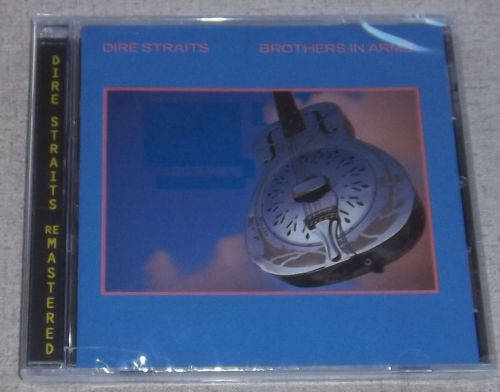 DIRE STRAITS BROTHERS IN ARMS
DIRE STRAITS REMASTERED